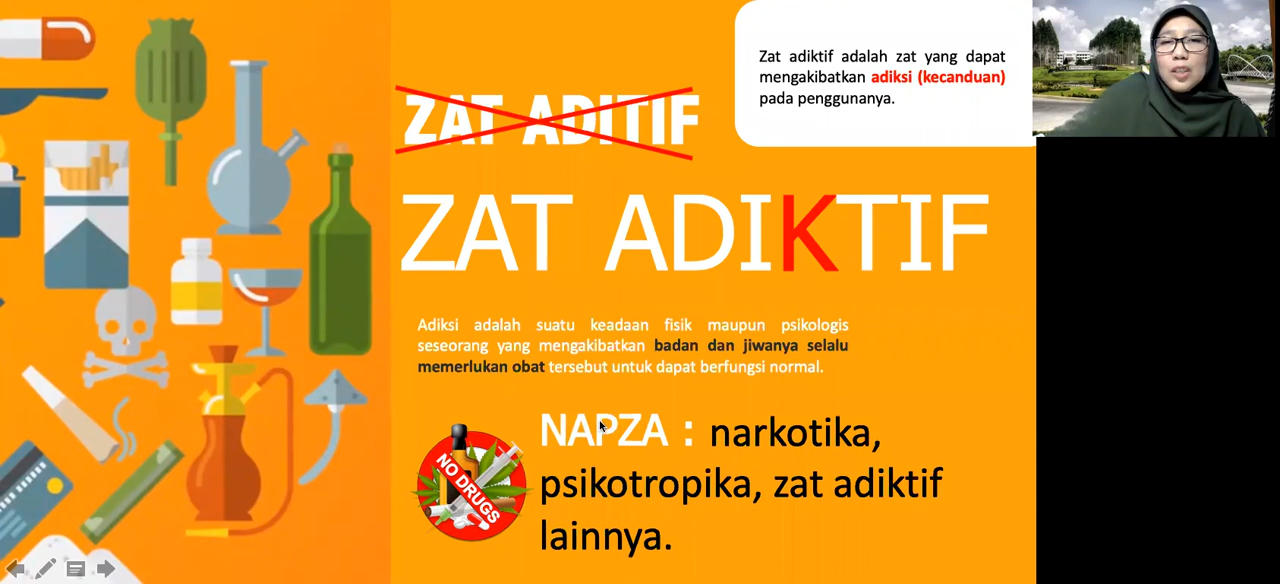 Zat adiktif adalah zat yang dapat
mengakibatkan adiksi (kecanduan)
pada penggunanya.
ZAT ADITIF
ZAT ADIKTIF
Adiksi adalah suatu keadaan fisik maupun psikologis
seseorang yang mengakibatkan badan dan jiwanya selalu
memerlukan obat tersebut untuk dapat berfungsi normal.
NAPZA : narkotika,
psikotropika, zat adiktif
lainnya.
NO DRUGS